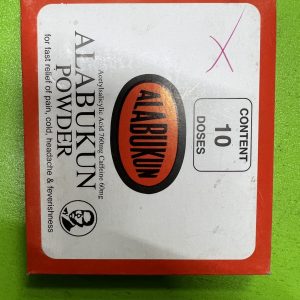 CONTENT
10
DOSES
ALABUKUN
Acetylsalicylic Acid 760mg Caffeine 60mg
ALABUKUN
POWDER
for fast relief of pain, cold, headache & feverishness